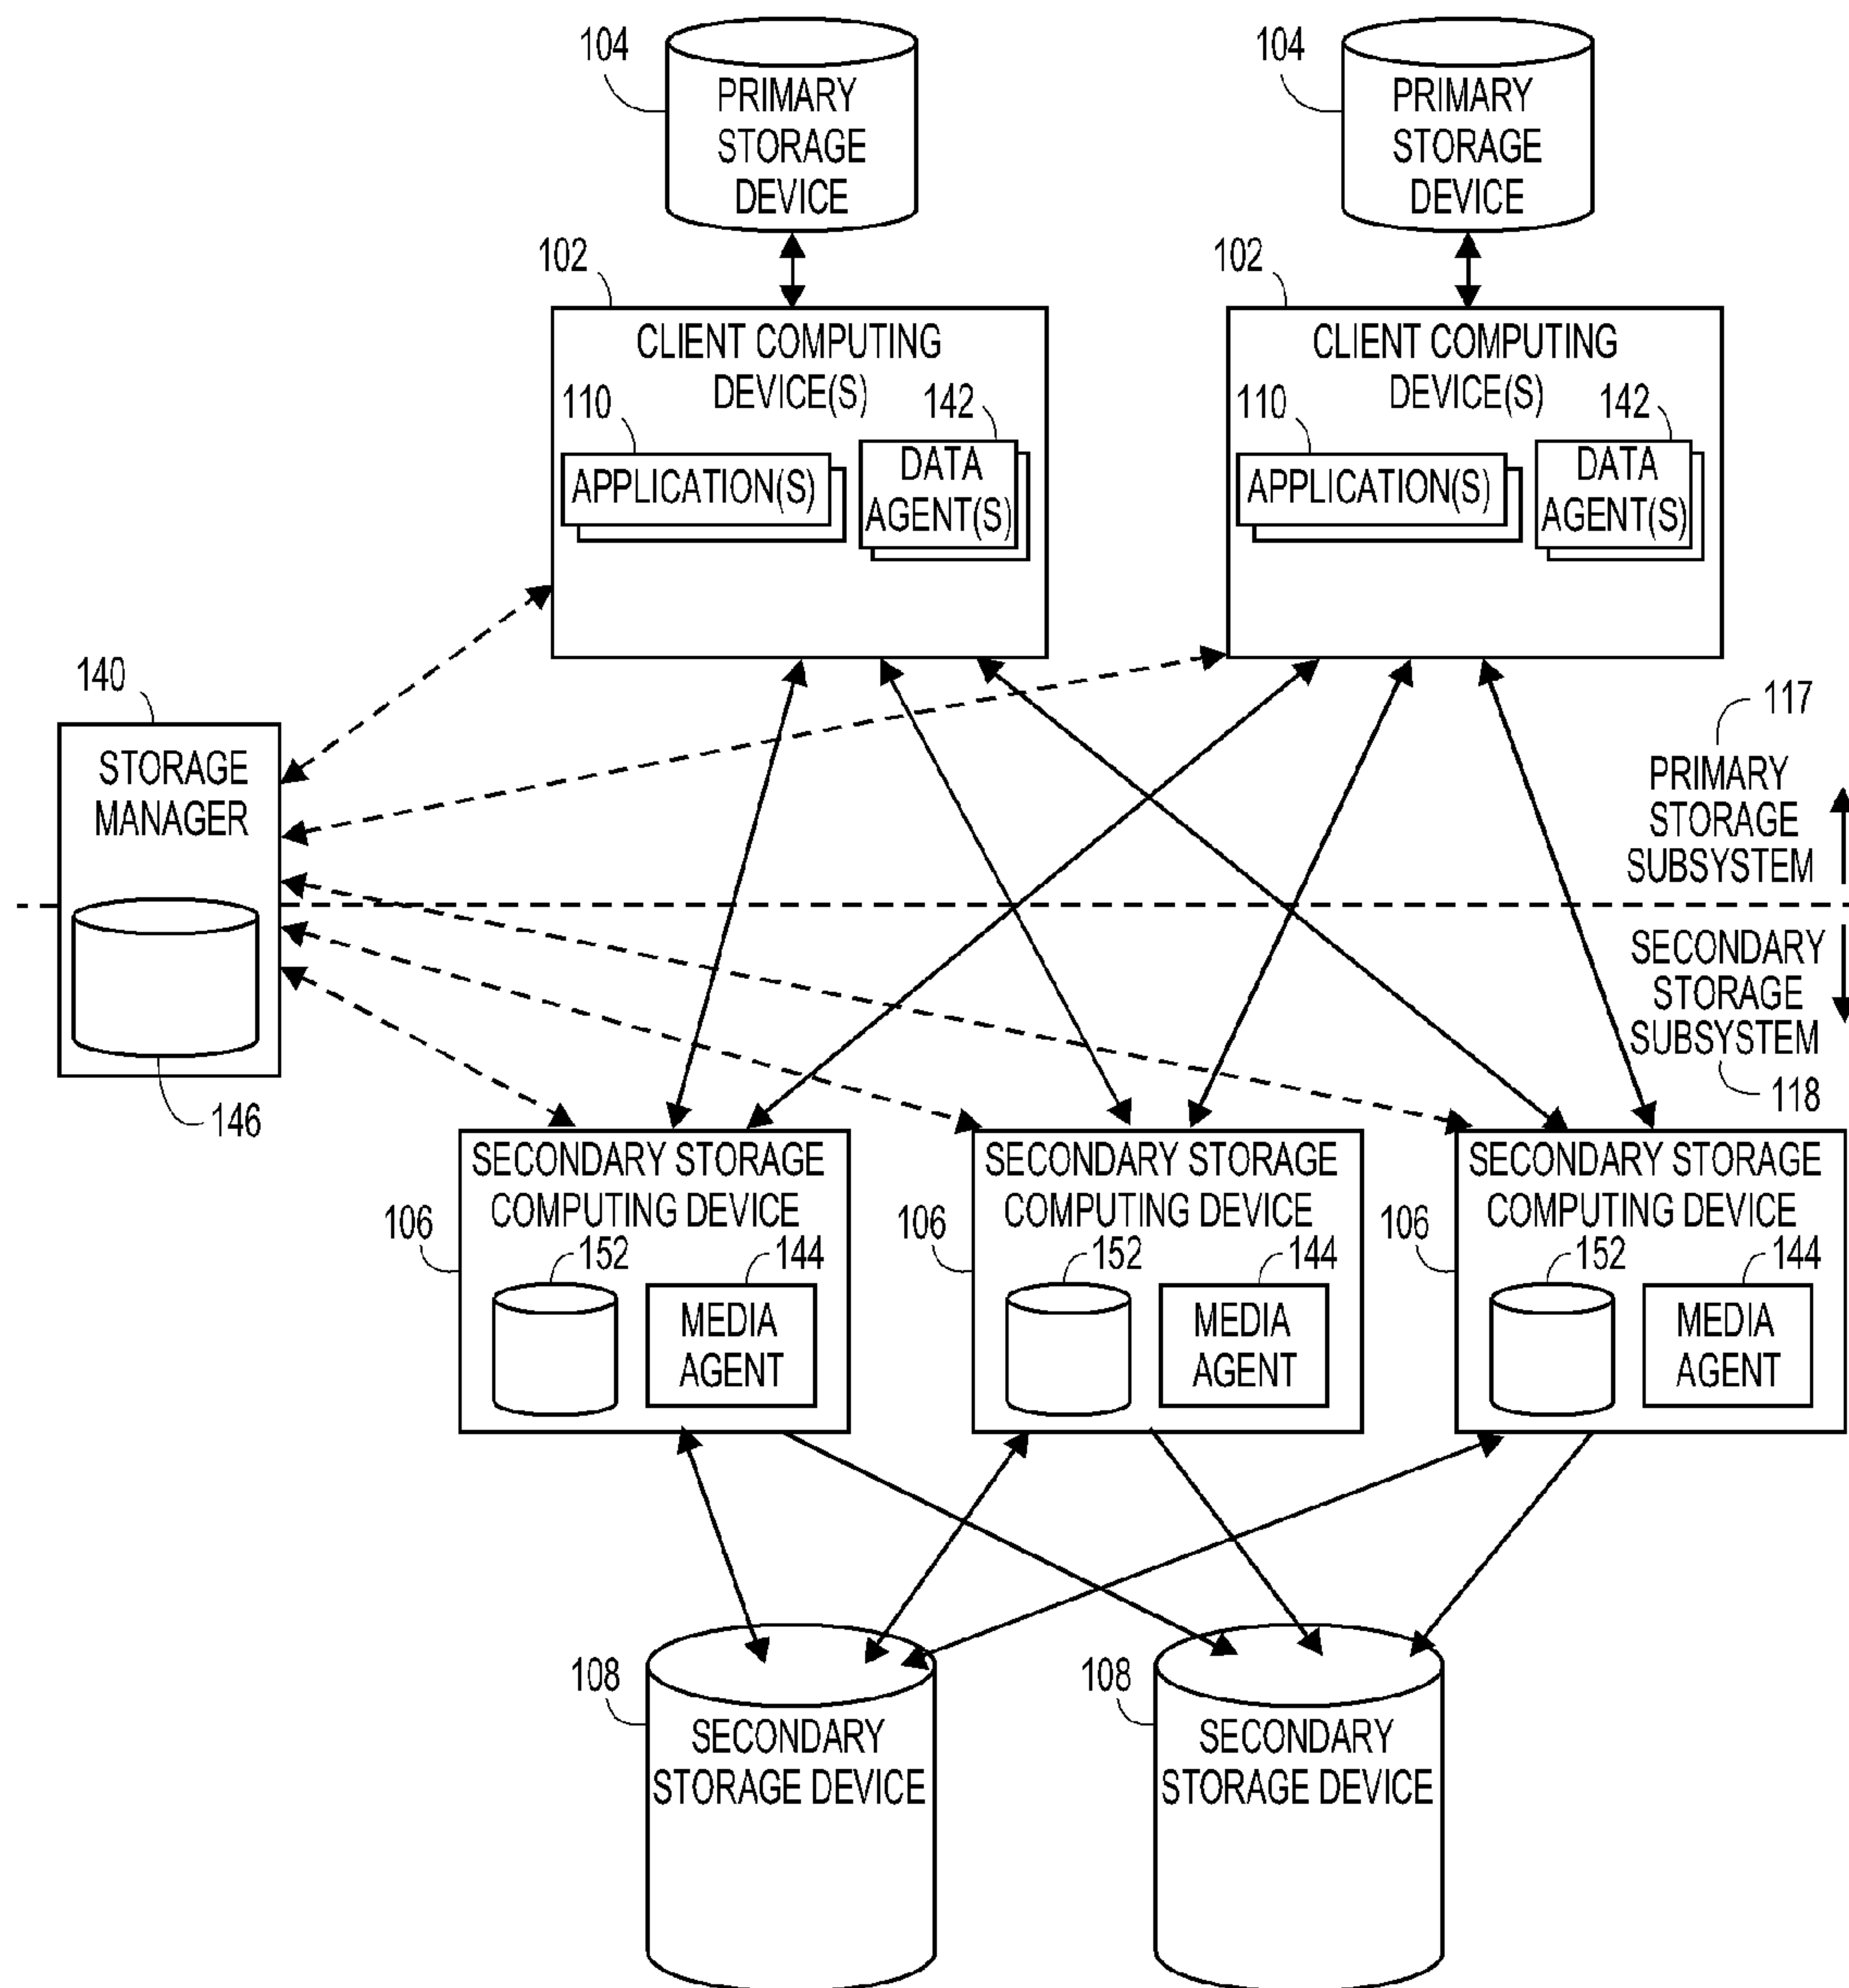 104
PRIMARY
STORAGE
DEVICE
104
PRIMARY
STORAGE
DEVICE
102
CLIENT COMPUTING
DEVICE(S)
110
142
APPLICATION(S)
DATA
AGENT(S)
102
CLIENT COMPUTING
DEVICE(S)
110
142
APPLICATION(S)
DATA
AGENT(S)
140
STORAGE
MANAGER
146
117
PRIMARY
STORAGE
SUBSYSTEM
SECONDARY
STORAGE
SUBSYSTEM
118
SECONDARY STORAGE
COMPUTING DEVICE
106
152
144
MEDIA
AGENT
SECONDARY STORAGE
COMPUTING DEVICE
106
152
144
MEDIA
AGENT
SECONDARY STORAGE
COMPUTING DEVICE
106
152
144
MEDIA
AGENT
108
SECONDARY
STORAGE DEVICE
108
SECONDARY
STORAGE DEVICE